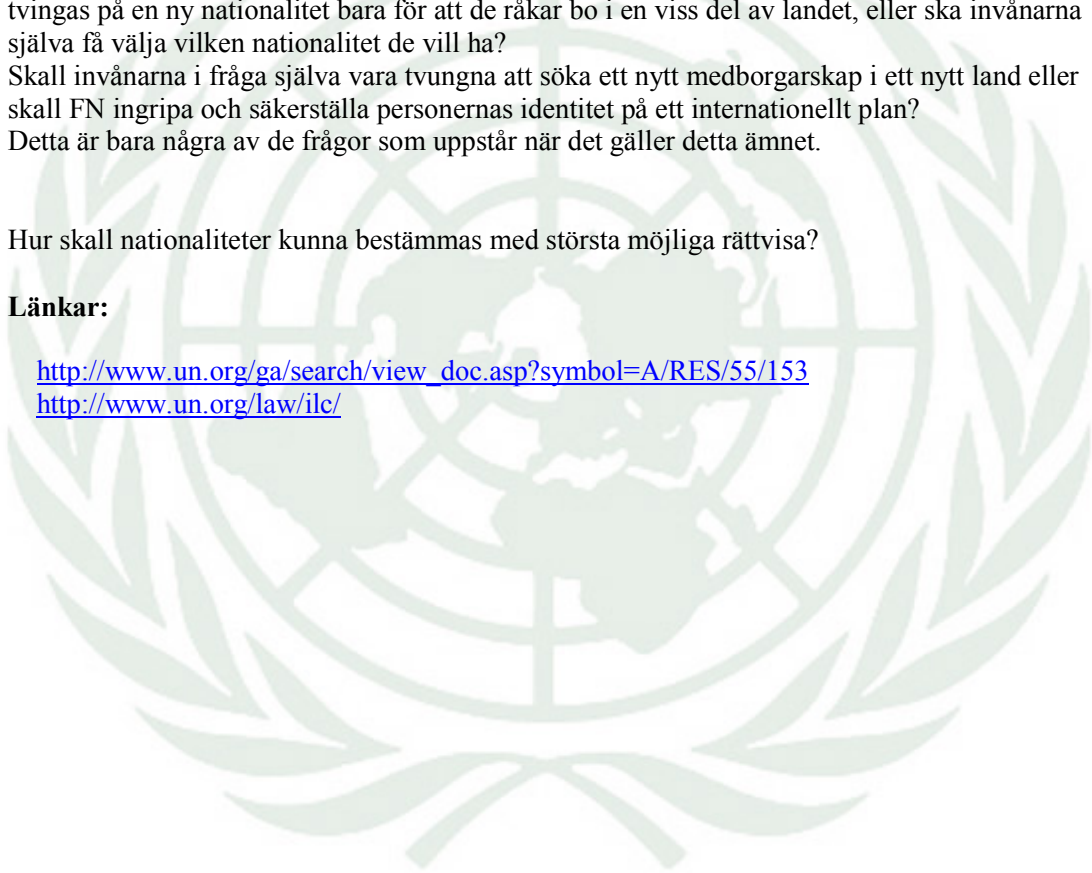 tvingas på en ny nationalitet bara för att de råkar bo i en viss del av landet, eller ska invånarna
själva få välja vilken nationalitet de vill ha?
Skall invånarna i fråga själva vara tvungna att söka ett nytt medborgarskap i ett nytt land eller
skall FN ingripa och säkerställa personernas identitet på ett internationellt plan?
Detta är bara några av de frågor som uppstår när det gäller detta ämnet.
Hur skall nationaliteter kunna bestämmas med största möjliga rättvisa?
Länkar:
http://www.un.org/ga/search/view_doc.asp?symbol=A/RES/55/153
http://www.un.org/law/ilc/